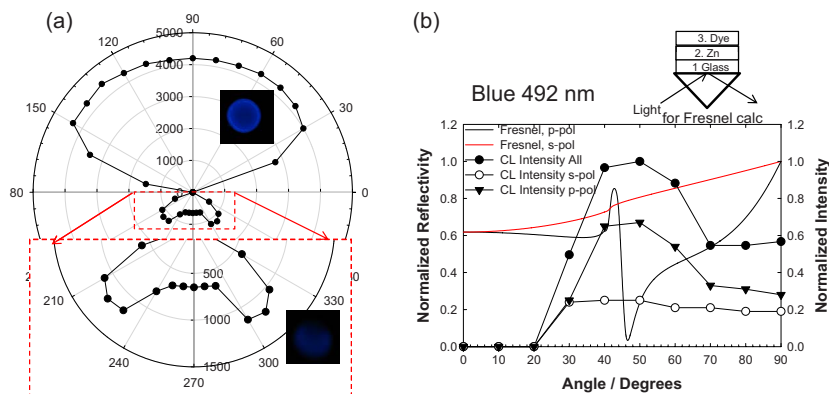 (a)
90
5000
120
60
4000
3000
150
30
2000
1000
80
0
2
0
500
210
330
1000
240
300
1500
270
(b)
3. Dye
2. Zn
1 Glass
Blue 492 nm
Light
for Fresnel calc
Fresnel, p-pol
Fresnel, s-pol
CL Intensity All
CL Intensity s-pol
CL Intensity p-pol
Normalized Reflectivity
1.2
1.0
0.8
0.6
0.4
0.2
0.0
Normalized Intensity
1.2
1.0
0.8
0.6
0.4
0.2
0.0
0 10 20 30 40 50 60 70 80 90
Angle / Degrees